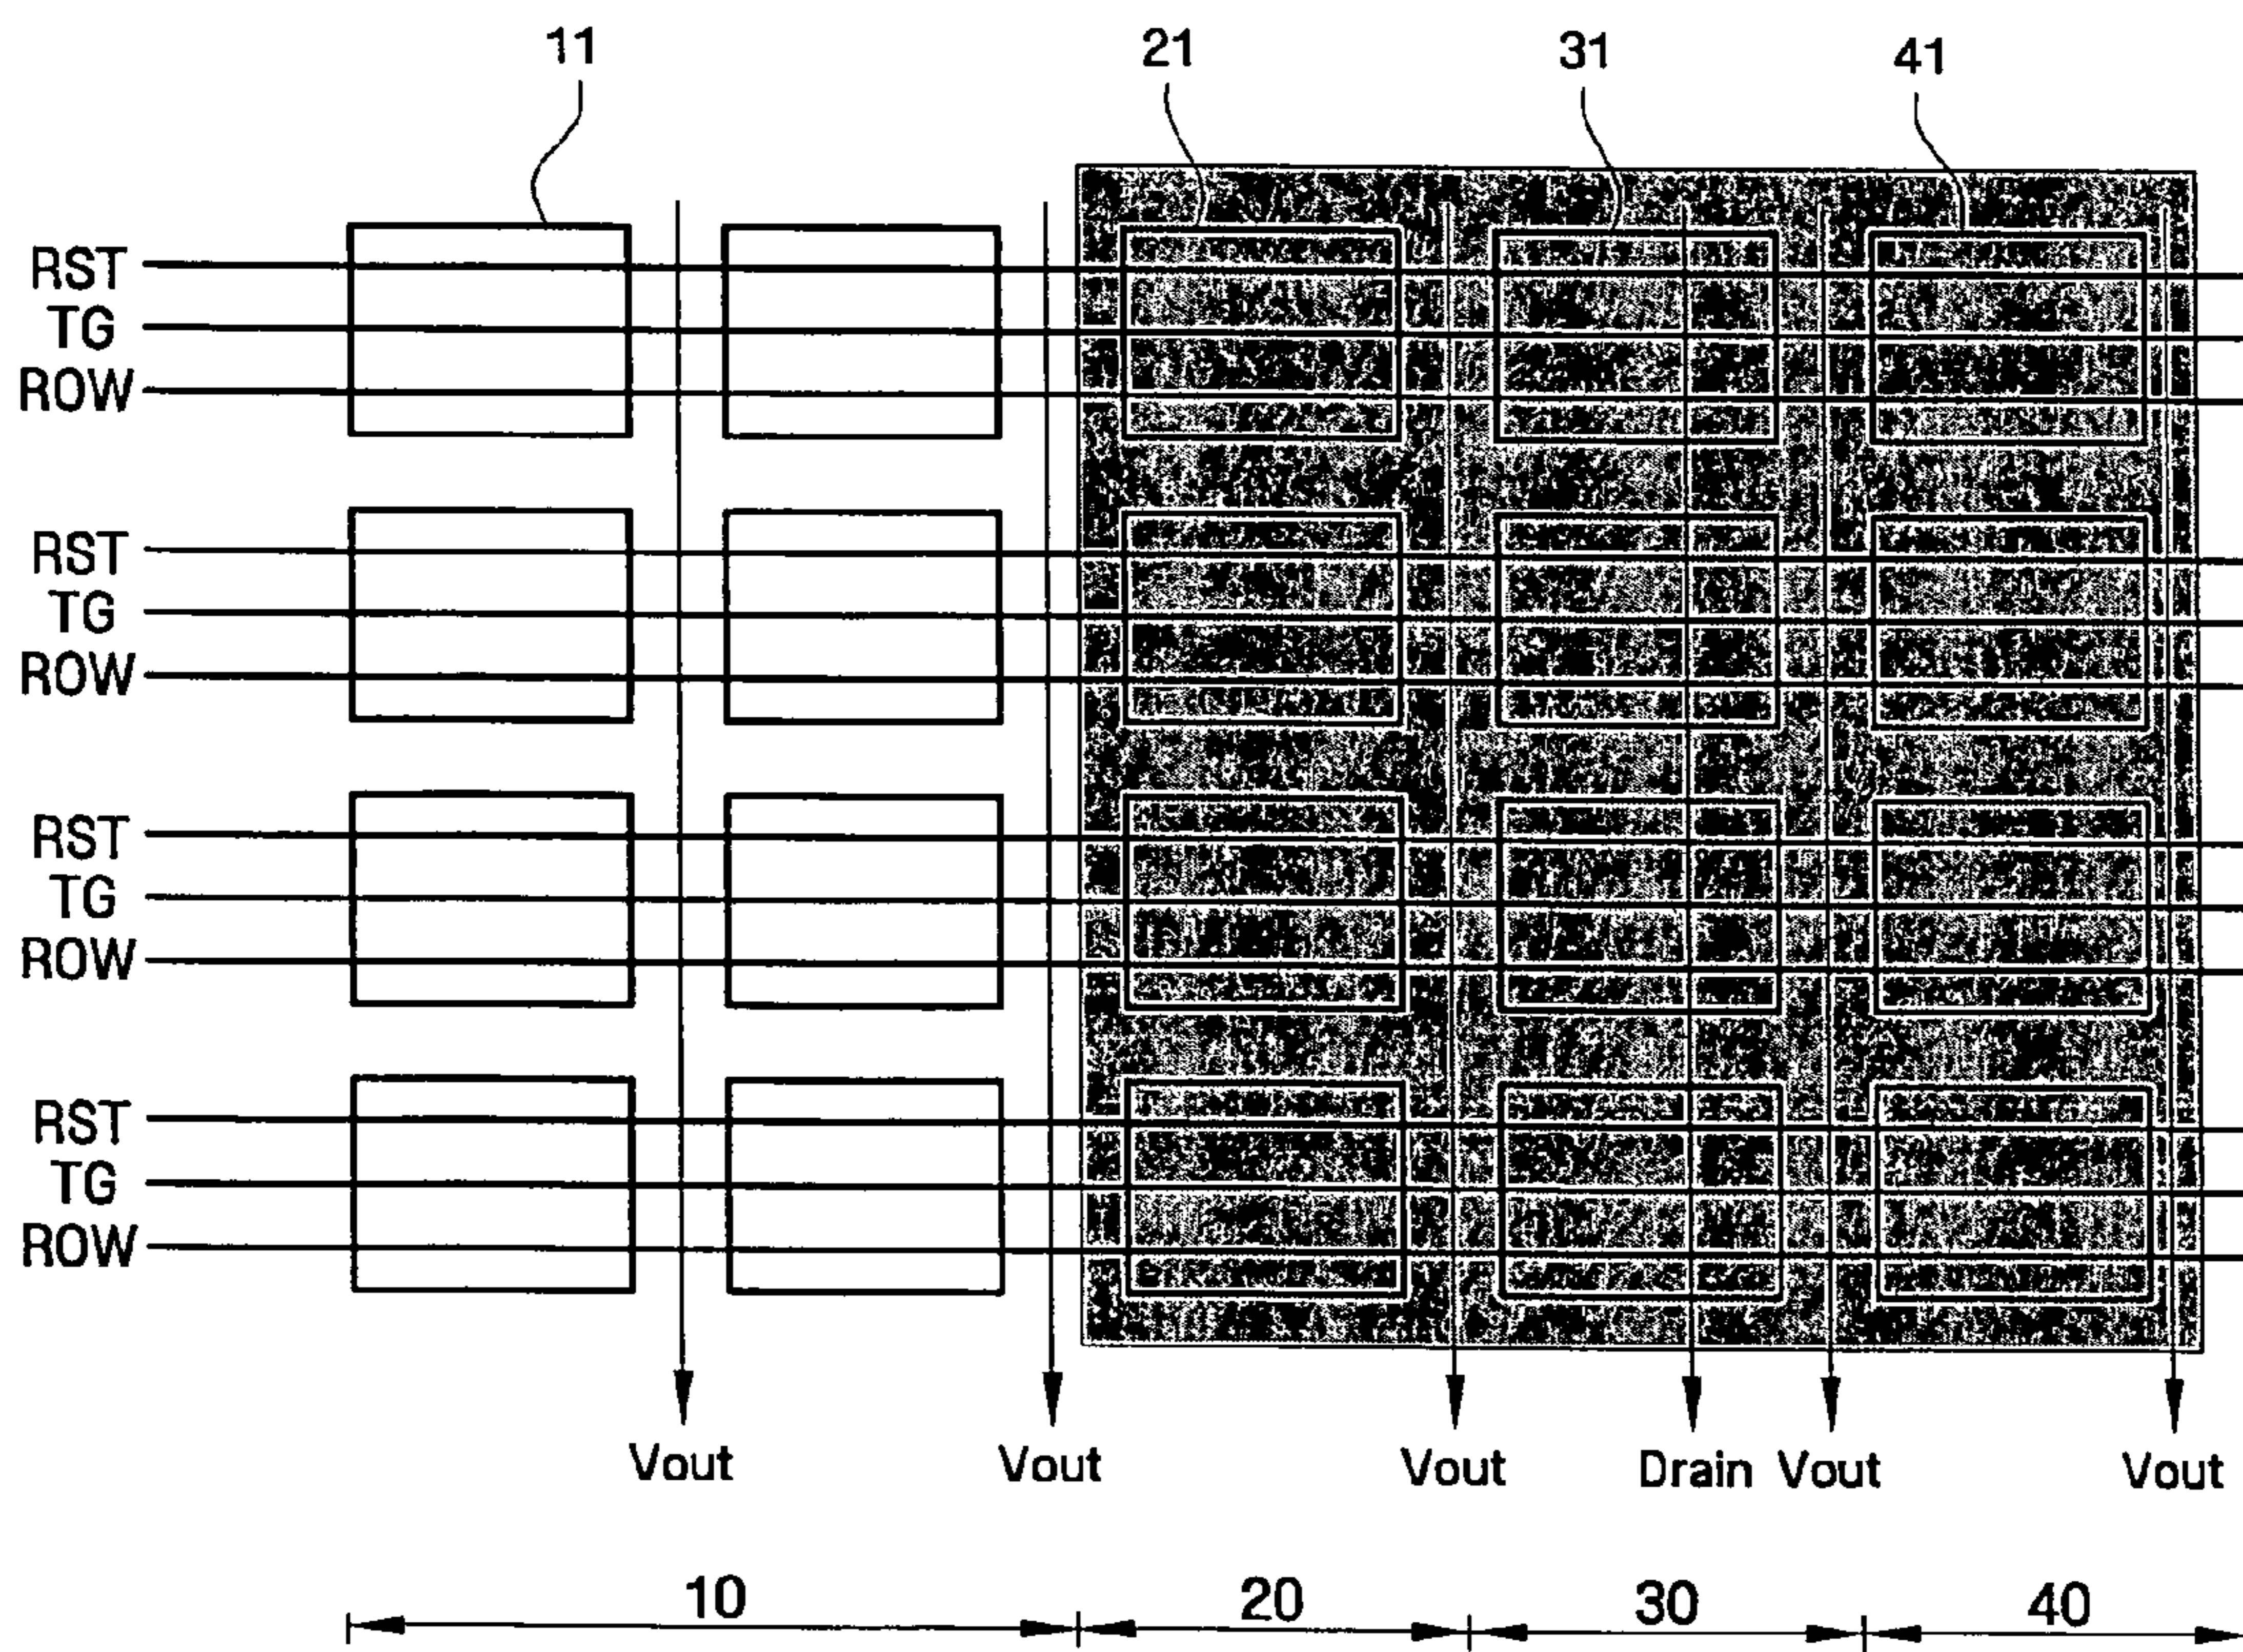 11 21 31 41
RST
TG
ROW
RST
TG
ROW
RST
TG
ROW
RST
TG
ROW
Vout Vout Vout Drain Vout Vout
10 20 30 40